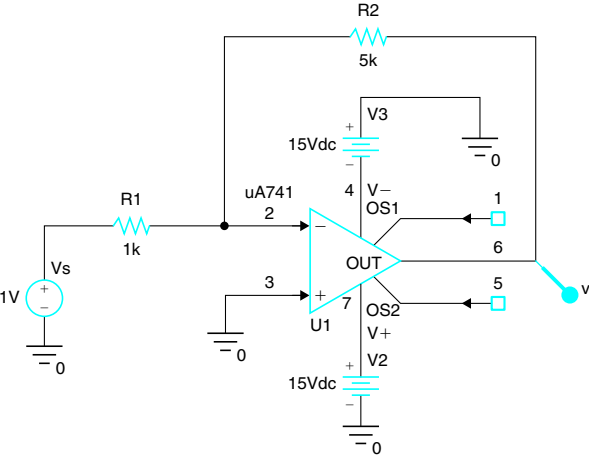 R2
5k
V3
+
15Vdc
−
0
4
V−
OS1
1
uA741
2
−
R1
1k
Vs
1V
+
−
0
3
+
0
OUT
6
7
U1
OS2
5
V+
V2
+
15Vdc
−
0
v